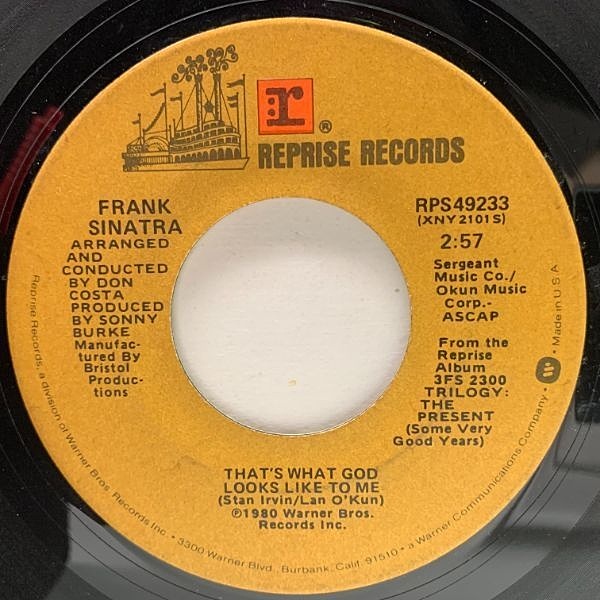 r ®
REPRISE RECORDS
FRANK
SINATRA
ARRANGED
AND
CONDUCTED
BY DON
COSTA
PRODUCED
BY SONNY
BURKE
Manufac-
tured By
Bristol
Produc-
tions
RPS49233
(XNY2101S)
2:57
Sergeant
Music Co./
Okun Music
Corp.-
ASCAP
From the
Reprise
Album
3FS 2300
TRILOGY:
THE
PRESENT
(Some Very
Good Years)
THAT'S WHAT GOD
LOOKS LIKE TO ME
(Stan Irvin/Lan O'Kun)
℗1980 Warner Bros.
Records Inc.
Reprise Records, a division of Warner Bros. Records Inc. • 3300 Warner Blvd., Burbank, Calif. 91510 • a Warner Communications Company. • Made in U S A